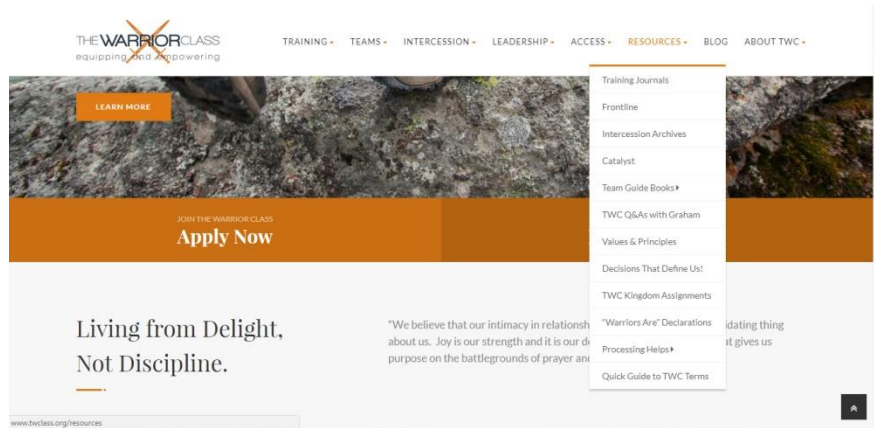 THE WARRIORCLASS
equipping and empowering
TRAINING TEAMS INTERCESSION LEADERSHIP ACCESS RESOURCES BLOG ABOUT TWC
LEARN MORE
Training Journals
Frontline
Intercession Archives
Catalyst
Team Guide Books
TWC Q&As with Graham
Values & Principles
Decisions That Define Us!
TWC Kingdom Assignments
"Warriors Are" Declarations
Processing Helps
Quick Guide to TWC Terms
JOIN THE WARRIOR CLASS
Apply Now
Living from Delight,
Not Discipline.
"We believe that our intimacy in relationsh idating thing
about us. Joy is our strength and it is our d at gives us
purpose on the battlegrounds of prayer an
www.twclass.org/resources